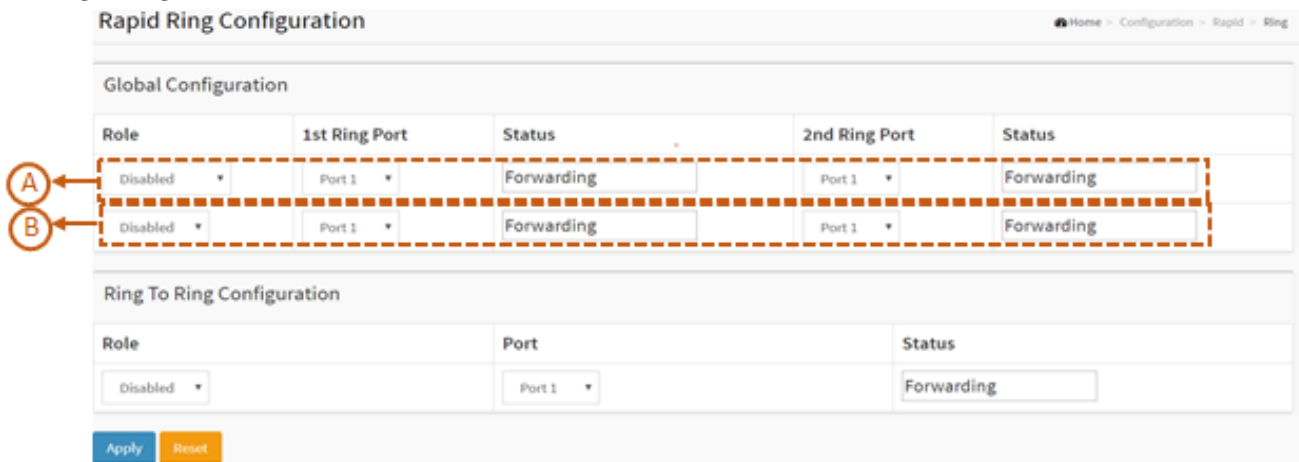 Rapid Ring Configuration
Home > Configuration > Rapid > Ring
Global Configuration
Role 1st Ring Port Status 2nd Ring Port Status
A Disabled Port 1 Forwarding Port 1 Forwarding
B Disabled Port 1 Forwarding Port 1 Forwarding
Ring To Ring Configuration
Role Port Status
Disabled Port 1 Forwarding
Apply Reset